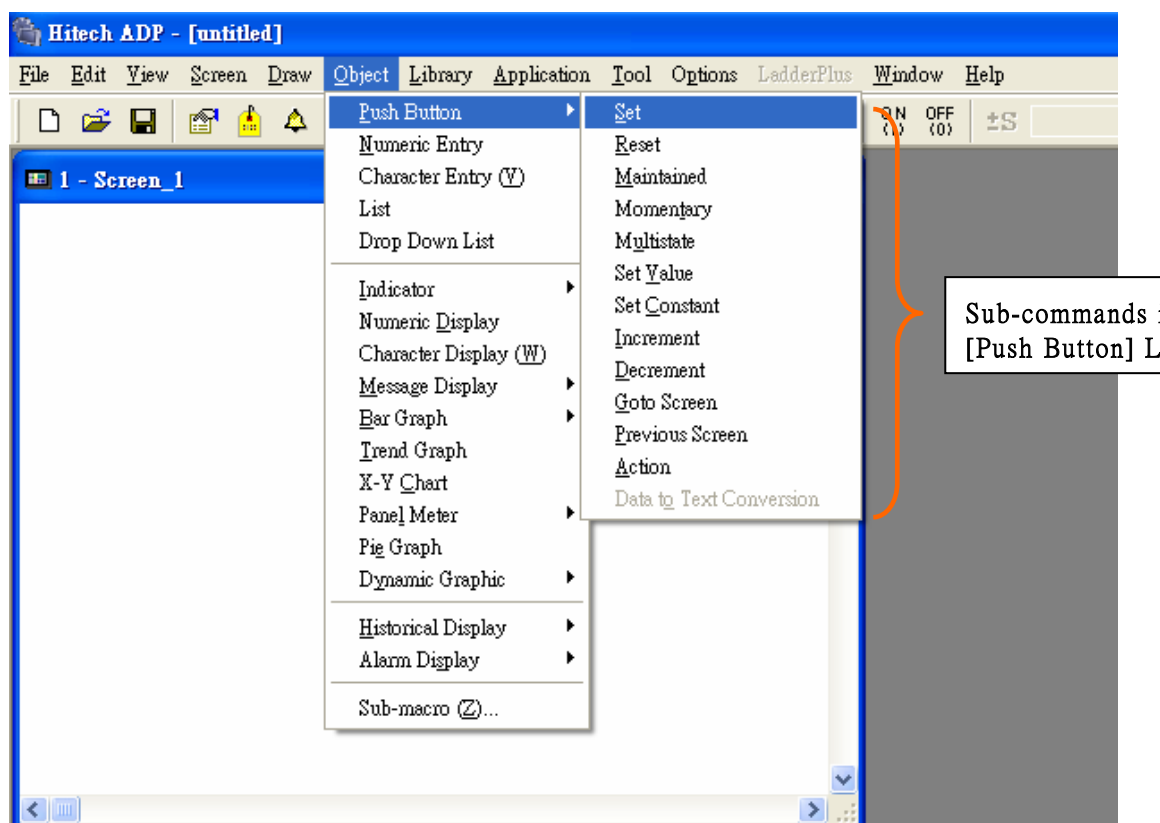 Hitech ADP - [untitled]
File Edit View Screen Draw Object Library Application Tool Options LadderPlus Window Help
ON (1) OFF (0) ±S
1 - Screen_1
Push Button
Numeric Entry
Character Entry (V)
List
Drop Down List
Indicator
Numeric Display
Character Display (W)
Message Display
Bar Graph
Trend Graph
X-Y Chart
Panel Meter
Pie Graph
Dynamic Graphic
Historical Display
Alarm Display
Sub-macro (Z)...
Set
Reset
Maintained
Momentary
Multistate
Set Value
Set Constant
Increment
Decrement
Goto Screen
Previous Screen
Action
Data to Text Conversion
Sub-commands
[Push Button] L